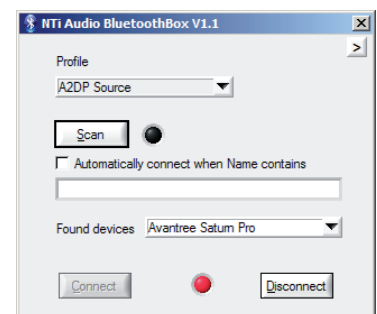 NTi Audio BluetoothBox V1.1
>
Profile
A2DP Source
Scan
Automatically connect when Name contains
Found devices Avantree Saturn Pro
Connect Disconnect